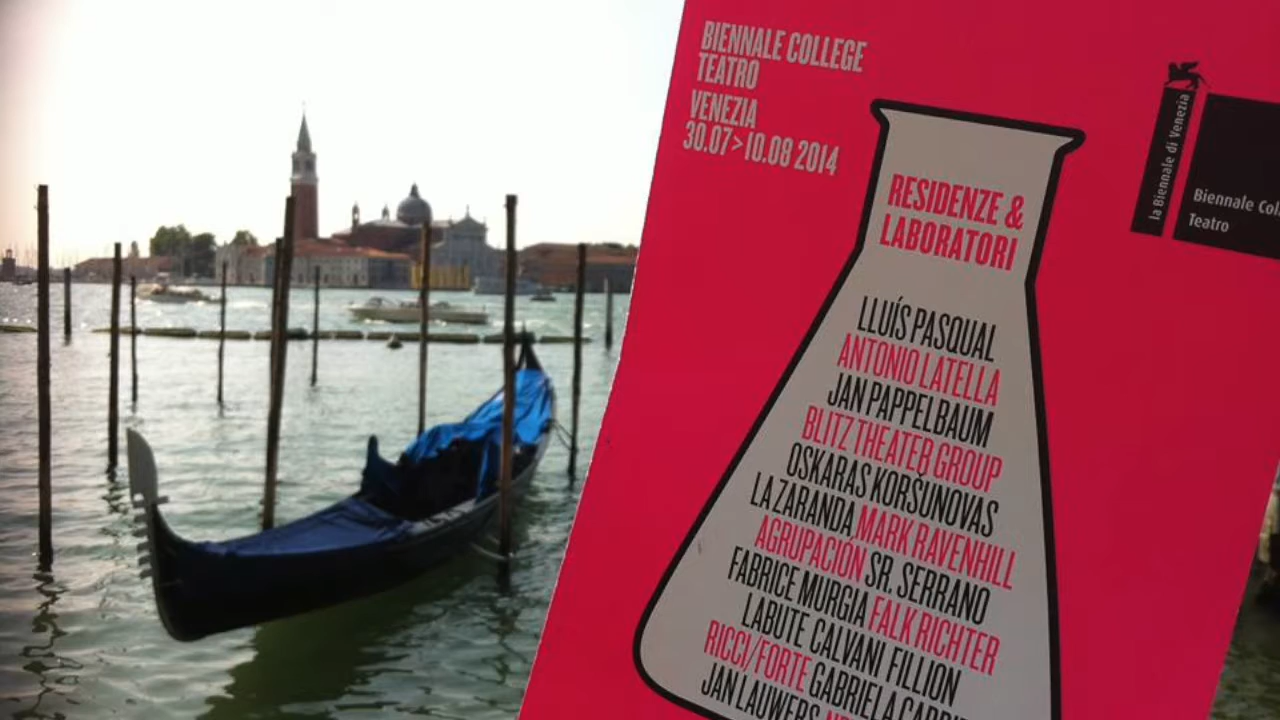 BIENNALE COLLEGE
TEATRO
VENEZIA
30.07>10.08 2014
la Biennale di Venezia
Biennale
Teatro
RESIDENZE &
LABORATORI
LLUÍS PASQUAL
ANTONIO LATELLA
JAN PAPPELBAUM
BLITZ THEATER GROUP
OSKARAS KORŠUNOVAS
LA ZARANDA MARK RAVENHILL
AGRUPACIÓN SR. SERRANO
FABRICE MURGIA FALK RICHTER
LABUTE CALVANI FILLION
RICCI/FORTE GABRIELA
JAN LAUWERS